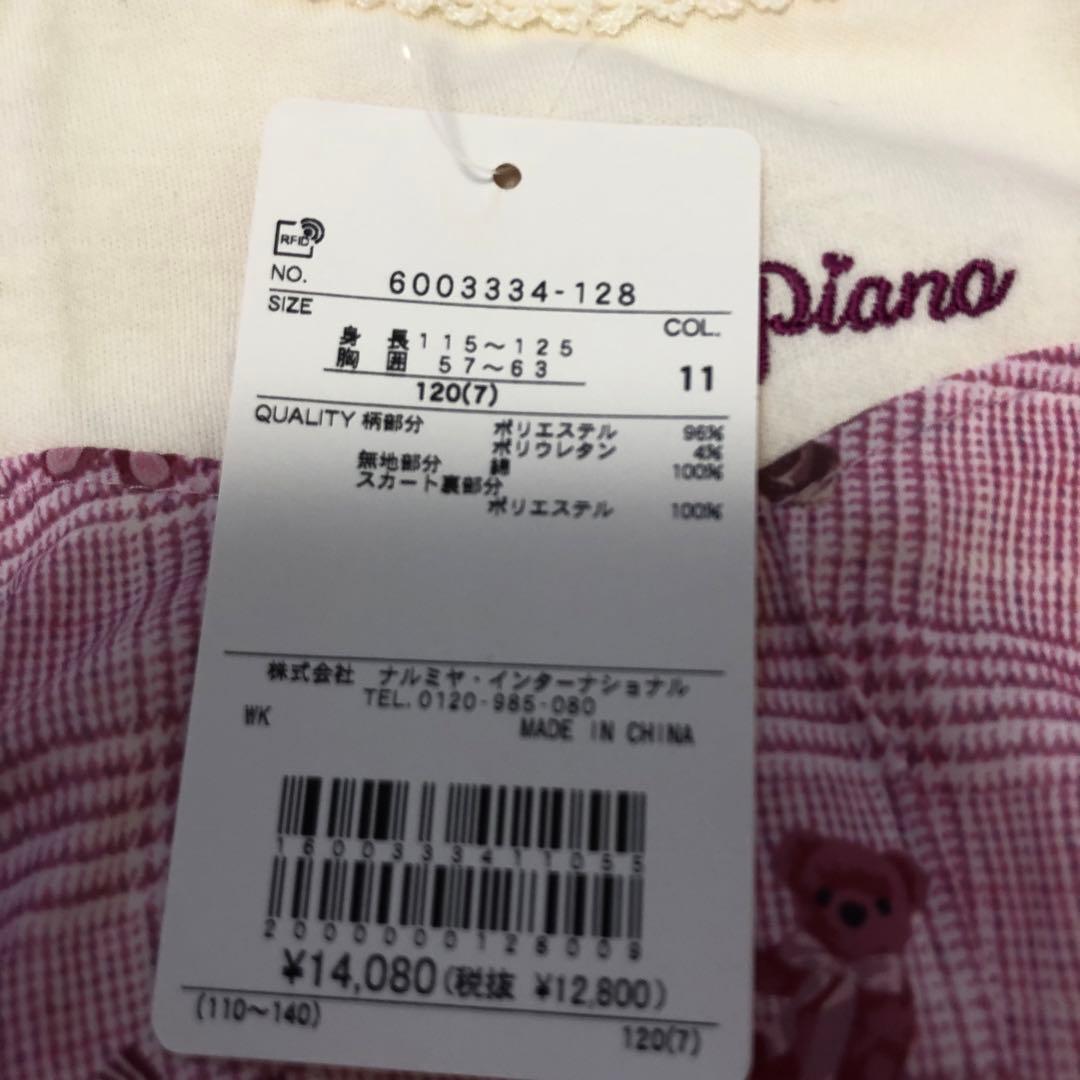 RFID
NO. 6003334-128
SIZE
COL.
身 長 115～125
胸 囲 57～63
11
120(7)
QUALITY 柄部分 ポリエステル 96%
ポリウレタン 4%
無地部分 綿 100%
スカート裏部分
ポリエステル 100%
株式会社 ナルミヤ・インターナショナル
TEL.0120-985-080
WK MADE IN CHINA
1600333411055
2000000128009
¥14,080(税抜 ¥12,800)
(110～140) 120(7)
piano